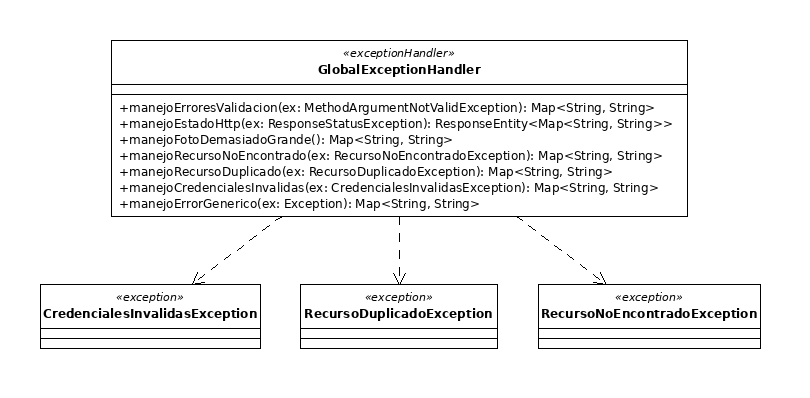 «exceptionHandler»
GlobalExceptionHandler
+manejoErroresValidacion(ex: MethodArgumentNotValidException): Map<String, String>
+manejoEstadoHttp(ex: ResponseStatusException): ResponseEntity<Map<String, String>>
+manejoFotoDemasiadoGrande(): Map<String, String>
+manejoRecursoNoEncontrado(ex: RecursoNoEncontradoException): Map<String, String>
+manejoRecursoDuplicado(ex: RecursoDuplicadoException): Map<String, String>
+manejoCredencialesInvalidas(ex: CredencialesInvalidasException): Map<String, String>
+manejoErrorGenerico(ex: Exception): Map<String, String>
«exception»
CredencialesInvalidasException
«exception»
RecursoDuplicadoException
«exception»
RecursoNoEncontradoException